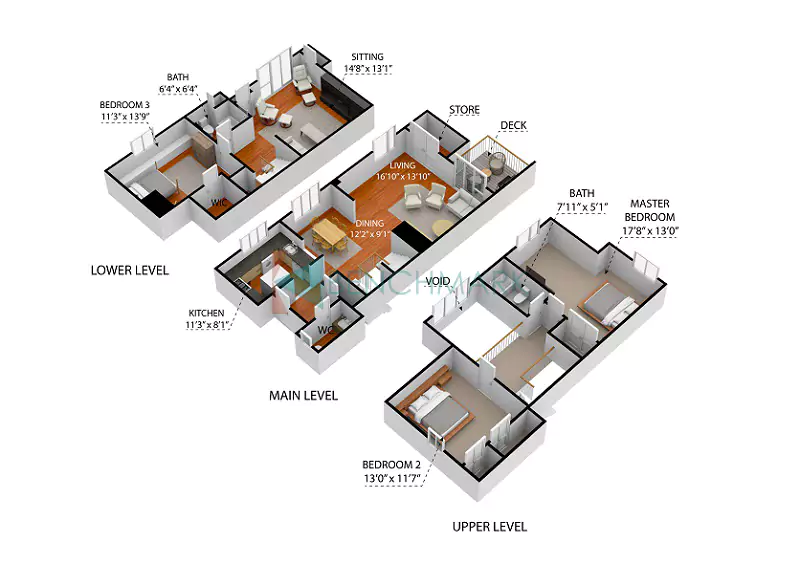 SITTING
14'8" x 13'1"
BATH
6'4" x 6'4"
BEDROOM 3
11'3" x 13'9"
WIC
LOWER LEVEL
STORE
DECK
LIVING
16'10" x 13'10"
DINING
12'2" x 9'1"
KITCHEN
11'3" x 8'1"
WC
MAIN LEVEL
BATH
7'11" x 5'1"
MASTER
BEDROOM
17'8" x 13'0"
VOID
BEDROOM 2
13'0" x 11'7"
UPPER LEVEL